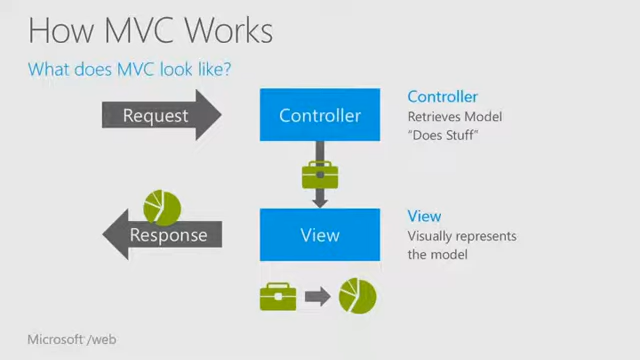 How MVC Works
What does MVC look like?
Request
Controller
Controller
Retrieves Model
"Does Stuff"
Response
View
View
Visually represents
the model
Microsoft /web